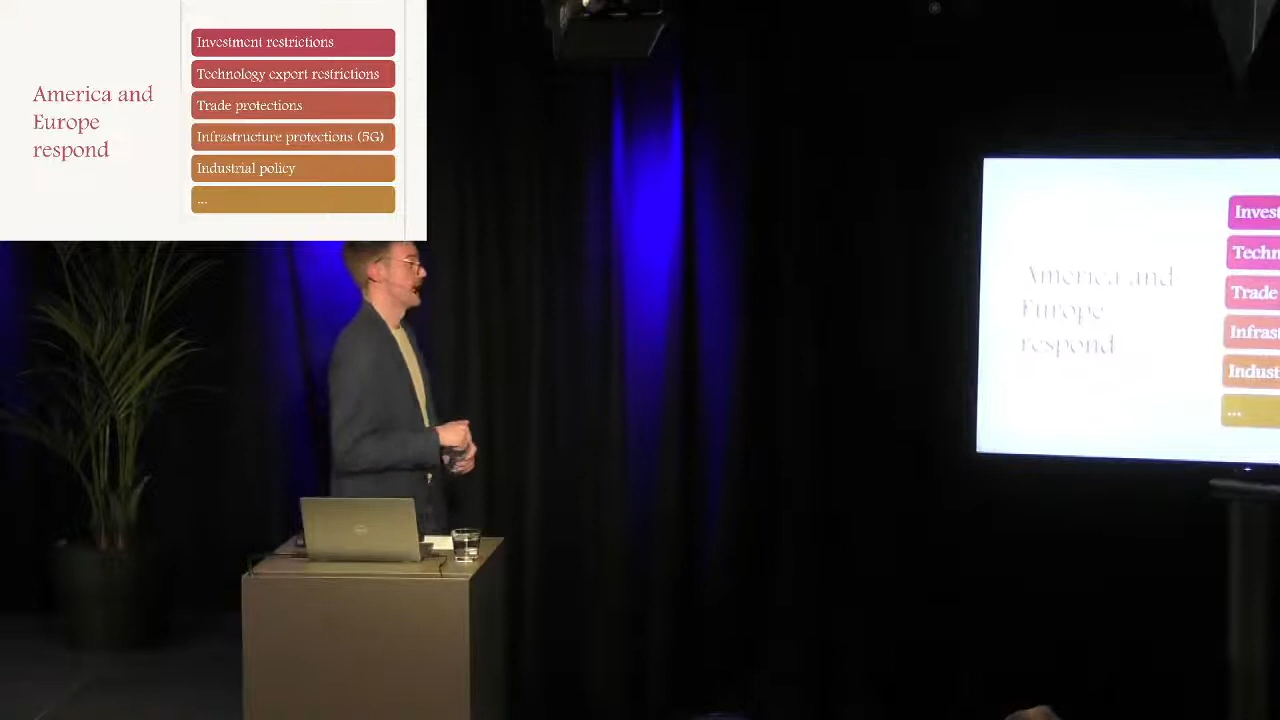 America and
Europe
respond
Investment restrictions
Technology export restrictions
Trade protections
Infrastructure protections (5G)
Industrial policy
...
America and
Europe
respond
Invest
Techn
Trade
Infras
Indust
...